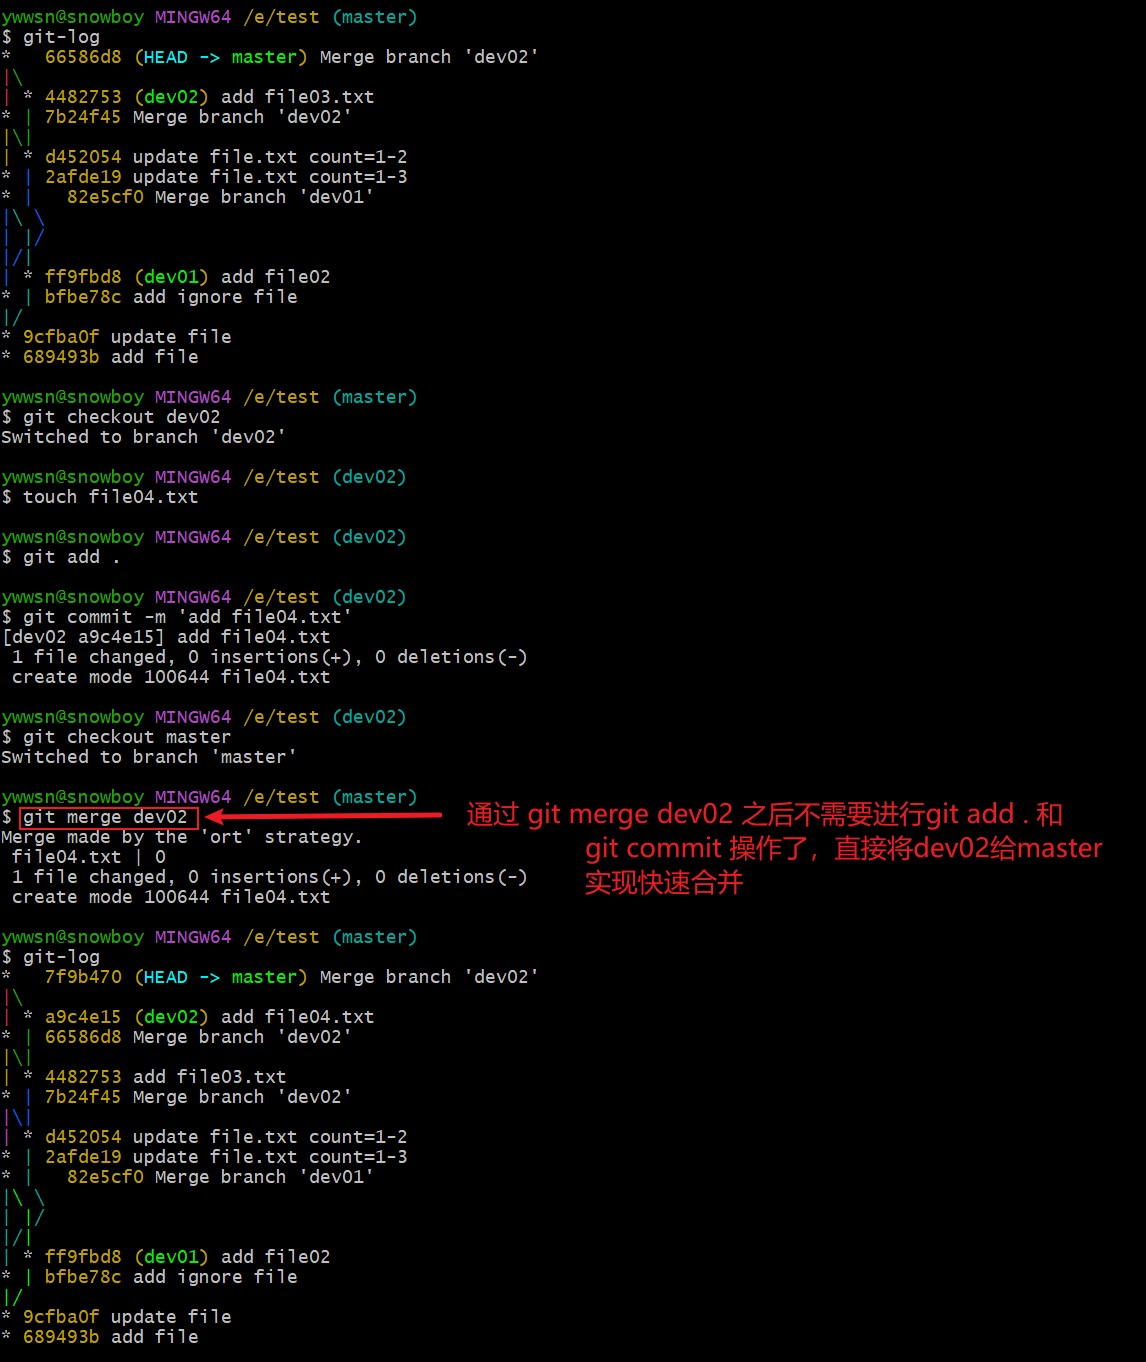 ywwsn@snowboy MINGW64 /e/test (master)
$ git-log
*   66586d8 (HEAD -> master) Merge branch 'dev02'
|\
| * 4482753 (dev02) add file03.txt
* | 7b24f45 Merge branch 'dev02'
|\|
| * d452054 update file.txt count=1-2
* | 2afde19 update file.txt count=1-3
* |   82e5cf0 Merge branch 'dev01'
|\ \
| |/
|/|
| * ff9fbd8 (dev01) add file02
* | bfbe78c add ignore file
|/
* 9cfba0f update file
* 689493b add file
ywwsn@snowboy MINGW64 /e/test (master)
$ git checkout dev02
Switched to branch 'dev02'
ywwsn@snowboy MINGW64 /e/test (dev02)
$ touch file04.txt
ywwsn@snowboy MINGW64 /e/test (dev02)
$ git add .
ywwsn@snowboy MINGW64 /e/test (dev02)
$ git commit -m 'add file04.txt'
[dev02 a9c4e15] add file04.txt
 1 file changed, 0 insertions(+), 0 deletions(-)
 create mode 100644 file04.txt
ywwsn@snowboy MINGW64 /e/test (dev02)
$ git checkout master
Switched to branch 'master'
ywwsn@snowboy MINGW64 /e/test (master)
$ git merge dev02
Merge made by the 'ort' strategy.
 file04.txt | 0
 1 file changed, 0 insertions(+), 0 deletions(-)
 create mode 100644 file04.txt
通过 git merge dev02 之后不需要进行git add . 和
git commit 操作了，直接将dev02给master
实现快速合并
ywwsn@snowboy MINGW64 /e/test (master)
$ git-log
*   7f9b470 (HEAD -> master) Merge branch 'dev02'
|\
| * a9c4e15 (dev02) add file04.txt
* | 66586d8 Merge branch 'dev02'
|\|
| * 4482753 add file03.txt
* | 7b24f45 Merge branch 'dev02'
|\|
| * d452054 update file.txt count=1-2
* | 2afde19 update file.txt count=1-3
* |   82e5cf0 Merge branch 'dev01'
|\ \
| |/
|/|
| * ff9fbd8 (dev01) add file02
* | bfbe78c add ignore file
|/
* 9cfba0f update file
* 689493b add file